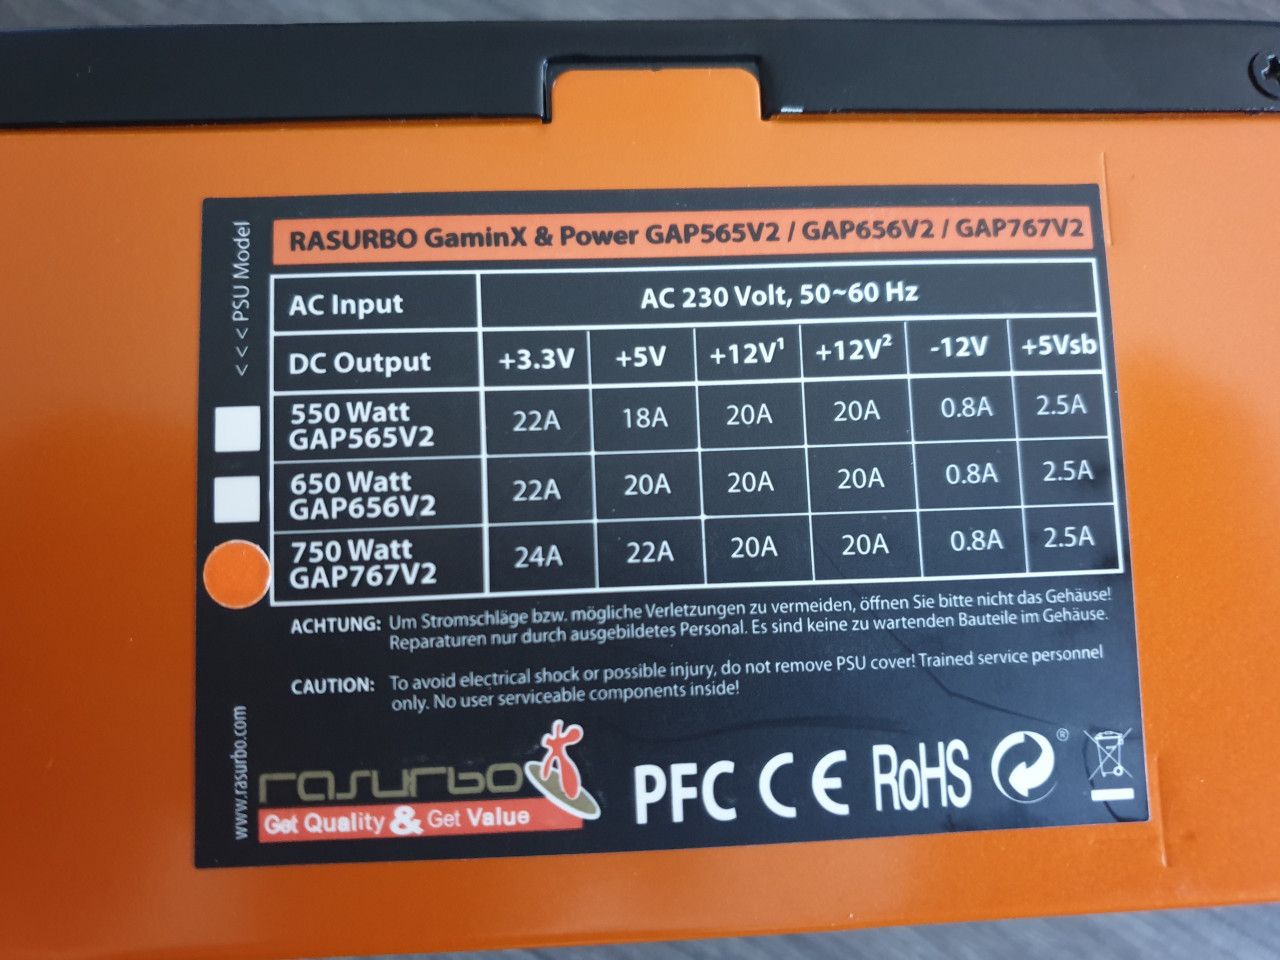 RASURBO GaminX & Power GAP565V2 / GAP656V2 / GAP767V2
< < < PSU Model
AC Input AC 230 Volt, 50~60 Hz
DC Output +3.3V +5V +12V¹ +12V² -12V +5Vsb
550 Watt
GAP565V2 22A 18A 20A 20A 0.8A 2.5A
650 Watt
GAP656V2 22A 20A 20A 20A 0.8A 2.5A
750 Watt
GAP767V2 24A 22A 20A 20A 0.8A 2.5A
ACHTUNG: Um Stromschläge bzw. mögliche Verletzungen zu vermeiden, öffnen Sie bitte nicht das Gehäuse!
Reparaturen nur durch ausgebildetes Personal. Es sind keine zu wartenden Bauteile im Gehäuse.
CAUTION: To avoid electrical shock or possible injury, do not remove PSU cover! Trained service personnel
only. No user serviceable components inside!
www.rasurbo.com
rasurbo
Get Quality & Get Value
PFC CE RoHS ®